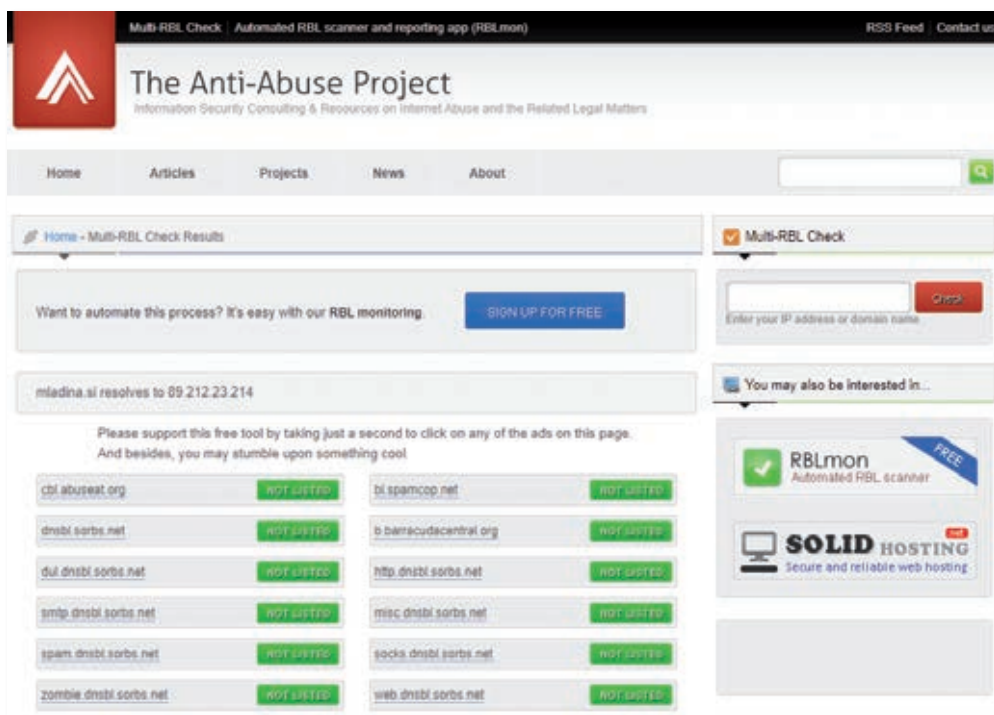 Multi-RBL Check Automated RBL scanner and reporting app (RBLmon)
RSS Feed Contact us
The Anti-Abuse Project
Information Security Consulting & Resources on Internet Abuse and the Related Legal Matters
Home Articles Projects News About
Home - Multi-RBL Check Results
Want to automate this process? It's easy with our RBL monitoring.
SIGN UP FOR FREE
mladina.si resolves to 89.212.23.214
Please support this free tool by taking just a second to click on any of the ads on this page.
And besides, you may stumble upon something cool
cbl.abuseat.org NOT LISTED
bl.spamcop.net NOT LISTED
dnsbl.sorbs.net NOT LISTED
b.barracudacentral.org NOT LISTED
dul.dnsbl.sorbs.net NOT LISTED
http.dnsbl.sorbs.net NOT LISTED
smtp.dnsbl.sorbs.net NOT LISTED
misc.dnsbl.sorbs.net NOT LISTED
spam.dnsbl.sorbs.net NOT LISTED
socks.dnsbl.sorbs.net NOT LISTED
zombie.dnsbl.sorbs.net NOT LISTED
web.dnsbl.sorbs.net NOT LISTED
Multi-RBL Check
Check
Enter your IP address or domain name
You may also be interested in...
RBLmon
Automated RBL scanner
FREE
SOLID HOSTING
.net
Secure and reliable web hosting